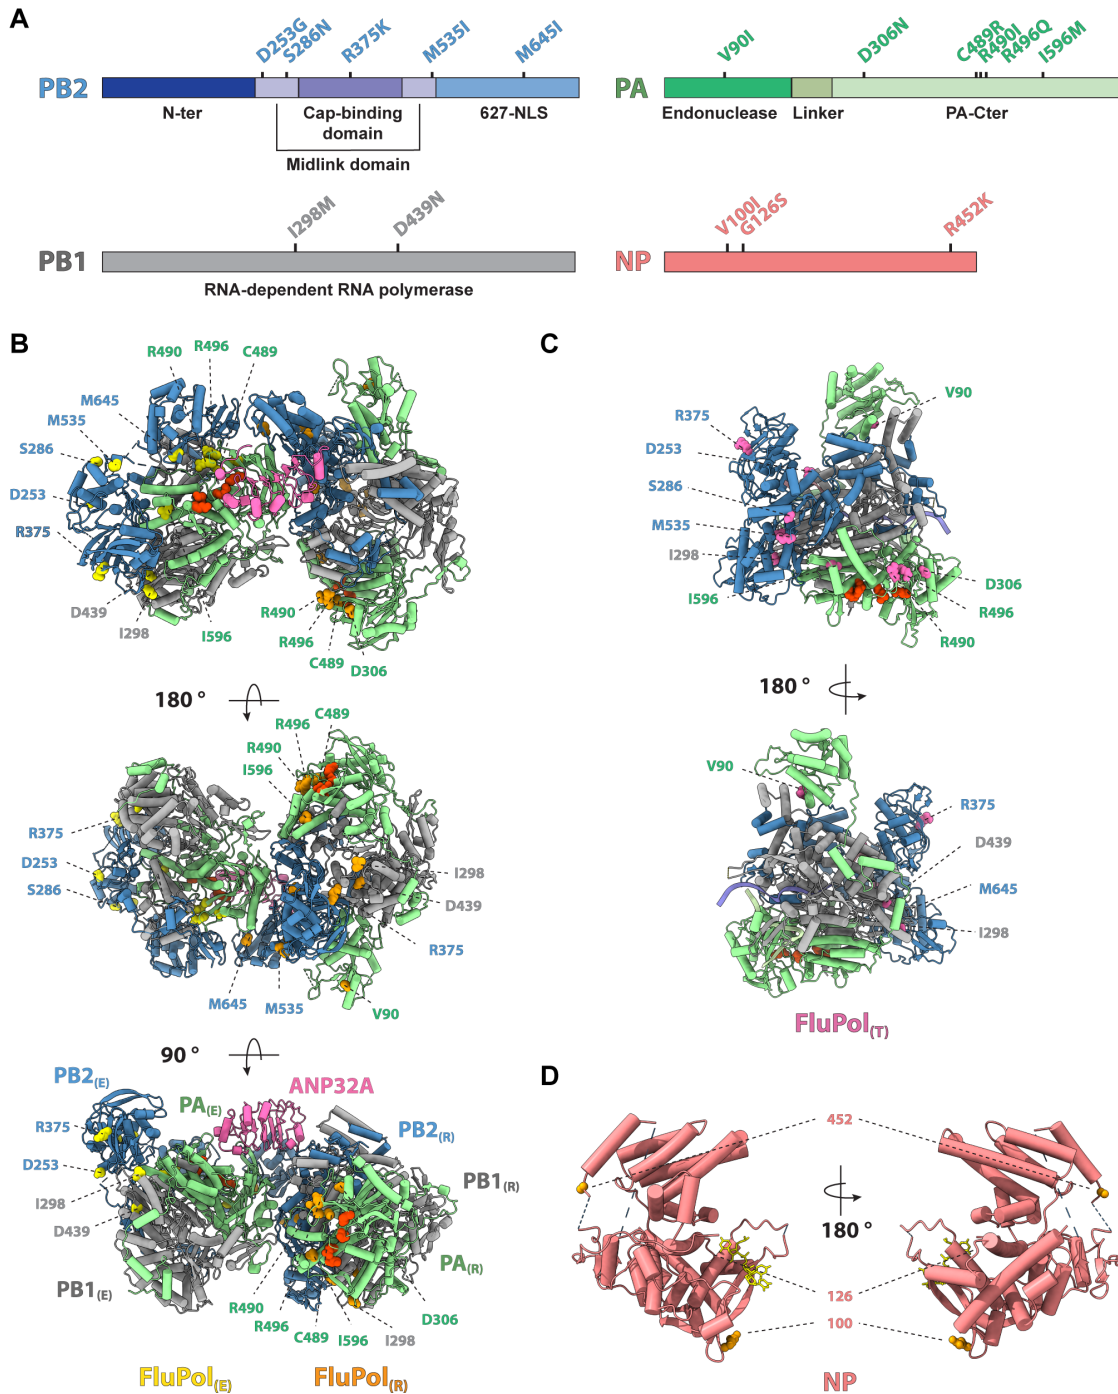 A
D253G
S286N
R375K
M535I
M645I
PB2
N-ter
Cap-binding
domain
627-NLS
Midlink domain
V90I
D306N
C489R
R490I
R496Q
I596M
PA
Endonuclease
Linker
PA-Cter
I298M
D439N
PB1
RNA-dependent RNA polymerase
V100I
G126S
R452K
NP
B
R490
R496
C489
M645
M535
S286
D253
R375
D439
I298
I596
R490
R496
C489
D306
180 °
C489
R496
R490
I596
R375
D253
S286
I298
D439
R375
M645
M535
V90
90 °
PB2(E)
PA(E)
ANP32A
R375
PB2(R)
D253
PB1(R)
I298
D439
PB1(E)
PA(R)
R490
R496
C489
I596
I298
D306
FluPol(E)
FluPol(R)
C
V90
R375
D253
S286
M535
I298
I596
D306
R496
R490
180 °
V90
R375
D439
M645
I298
FluPol(T)
D
452
180 °
126
100
NP